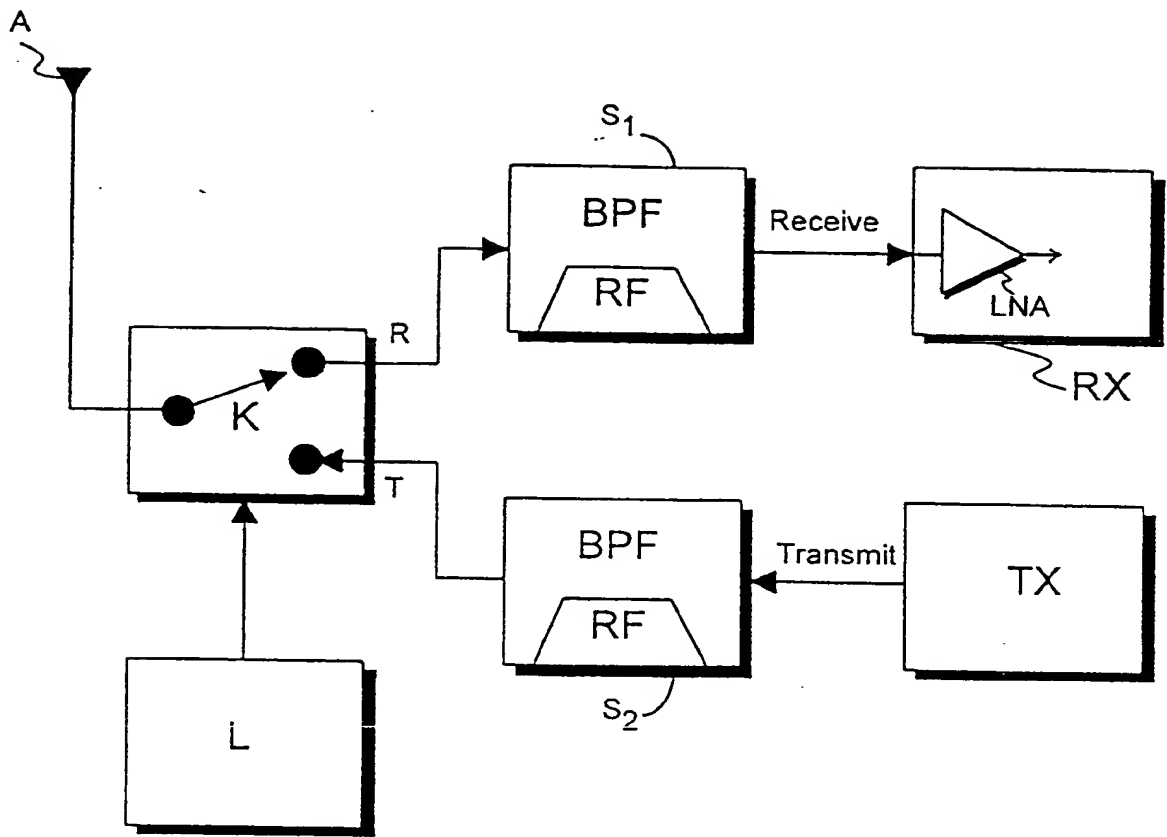 A
S1
BPF
RF
Receive
LNA
RX
R
K
T
BPF
RF
Transmit
TX
S2
L